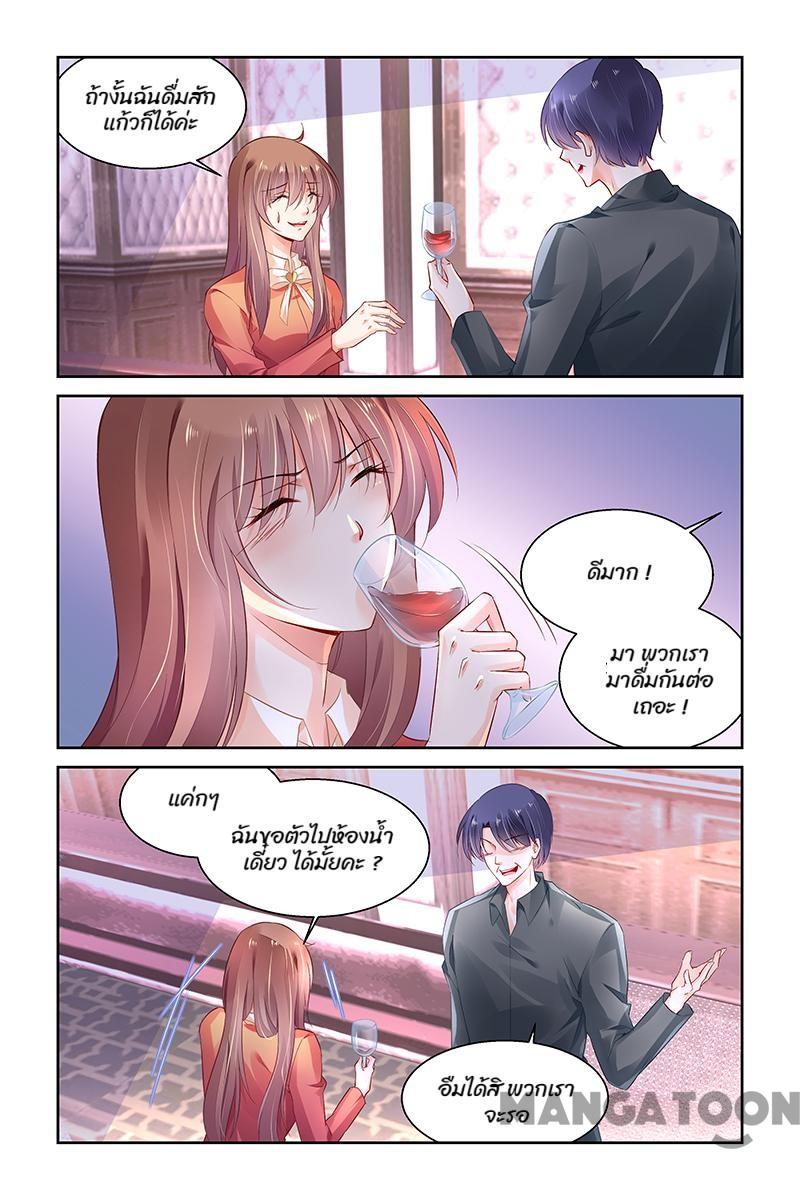 ถ้างั้นฉันดื่มสัก
แก้วก็ได้ค่ะ
ดีมาก !
มา พวกเรา
มาดื่มกันต่อ
เถอะ !
แค่กๆ
ฉันขอตัวไปห้องน้ำ
เดี๋ยว ได้มั้ยคะ ?
อืมได้สิ พวกเรา
จะรอ
MANGATOON